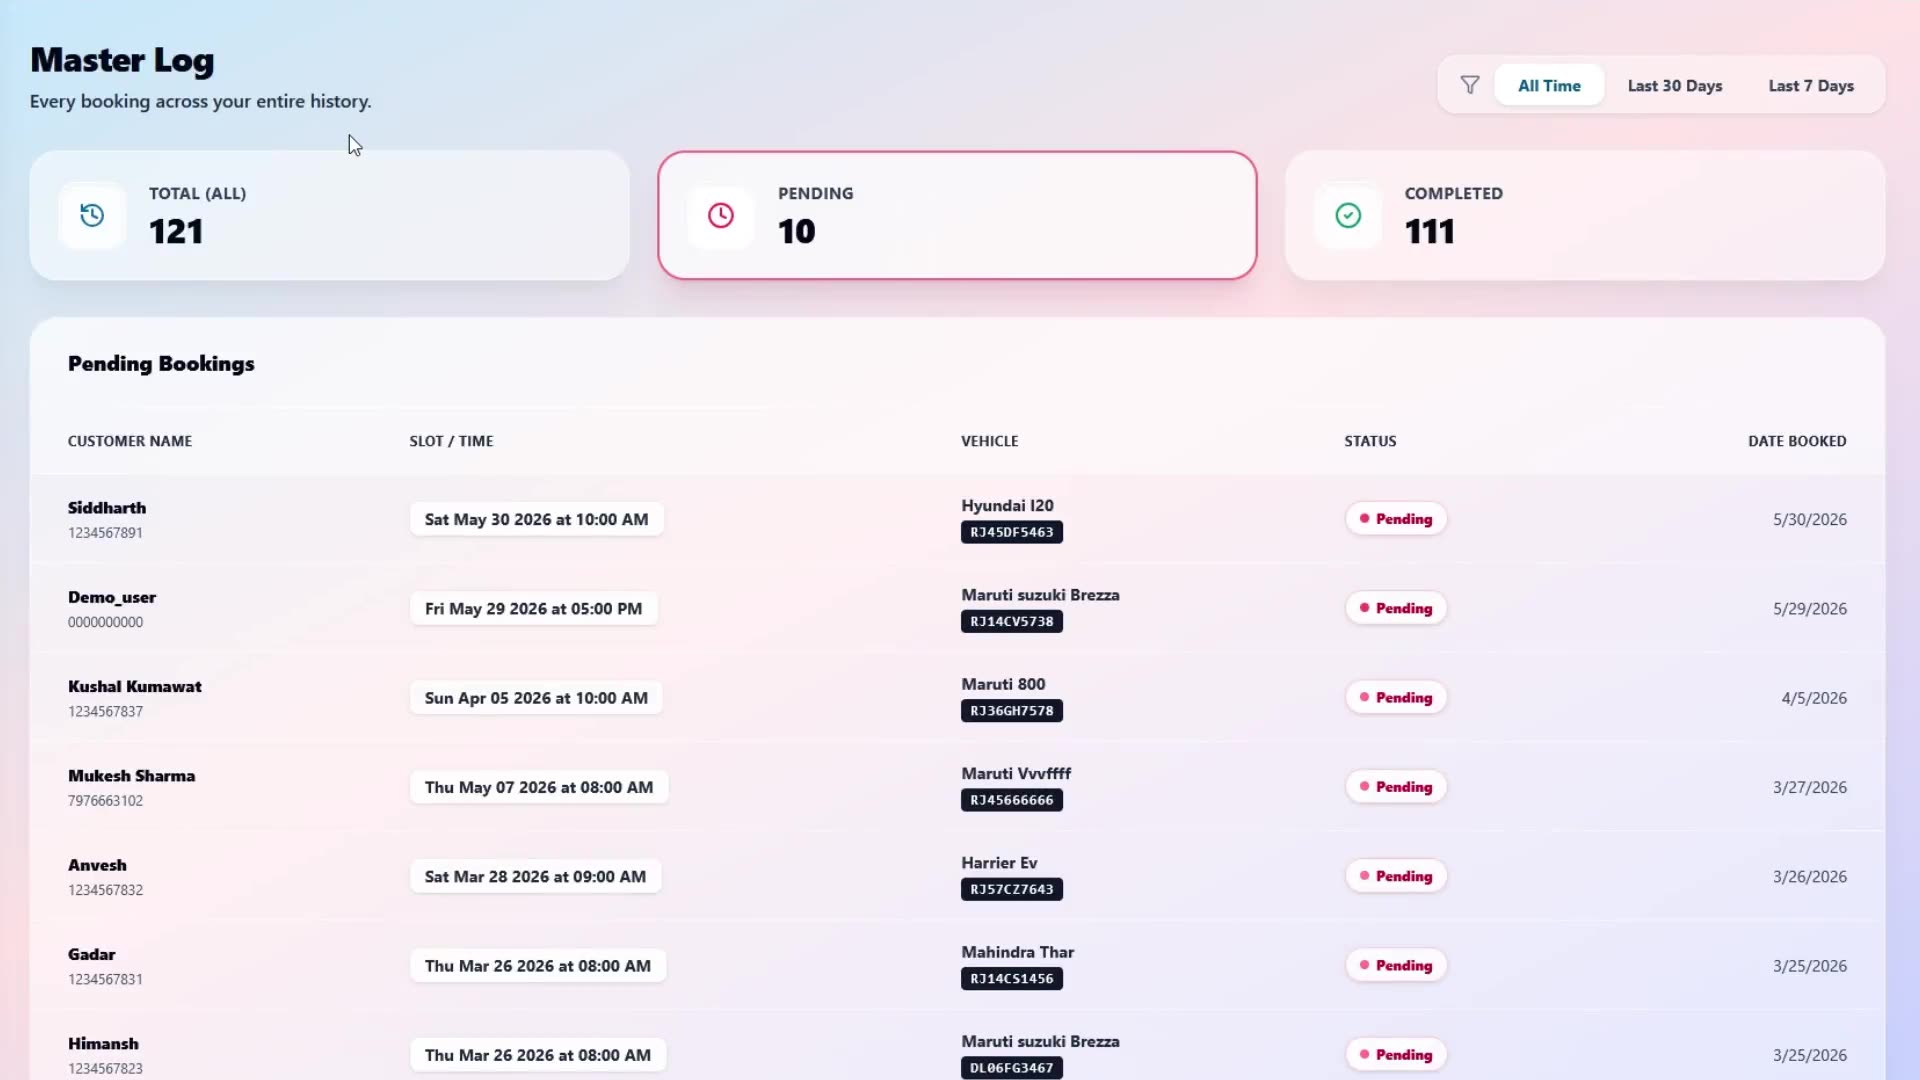 Master Log
Every booking across your entire history.
All Time
Last 30 Days
Last 7 Days
TOTAL (ALL)
121
PENDING
10
COMPLETED
111
Pending Bookings
CUSTOMER NAME
SLOT / TIME
VEHICLE
STATUS
DATE BOOKED
Siddharth
1234567891
Sat May 30 2026 at 10:00 AM
Hyundai I20
RJ45DF5463
Pending
5/30/2026
Demo_user
0000000000
Fri May 29 2026 at 05:00 PM
Maruti suzuki Brezza
RJ14CV5738
Pending
5/29/2026
Kushal Kumawat
1234567837
Sun Apr 05 2026 at 10:00 AM
Maruti 800
RJ36GH7578
Pending
4/5/2026
Mukesh Sharma
7976663102
Thu May 07 2026 at 08:00 AM
Maruti Vvvffff
RJ45666666
Pending
3/27/2026
Anvesh
1234567832
Sat Mar 28 2026 at 09:00 AM
Harrier Ev
RJ57CZ7643
Pending
3/26/2026
Gadar
1234567831
Thu Mar 26 2026 at 08:00 AM
Mahindra Thar
RJ14CS1456
Pending
3/25/2026
Himansh
1234567823
Thu Mar 26 2026 at 08:00 AM
Maruti suzuki Brezza
DL06FG3467
Pending
3/25/2026